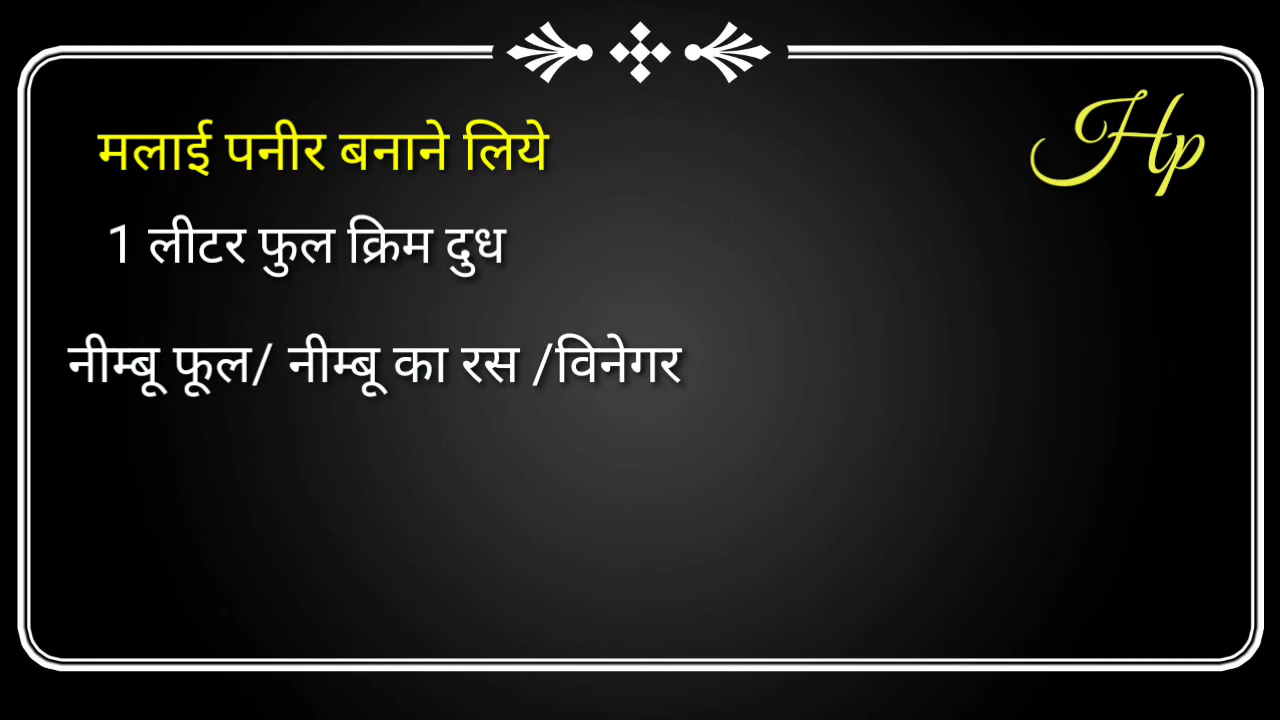 मलाई पनीर बनाने लिये
Hp
1 लीटर फुल क्रिम दुध
नीम्बू फूल/ नीम्बू का रस /विनेगर